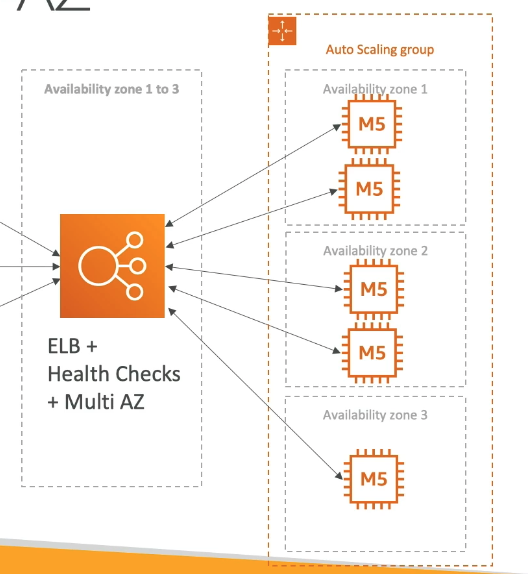 Availability zone 1 to 3
ELB +
Health Checks
+ Multi AZ
Auto Scaling group
Availability zone 1
M5
M5
Availability zone 2
M5
M5
Availability zone 3
M5